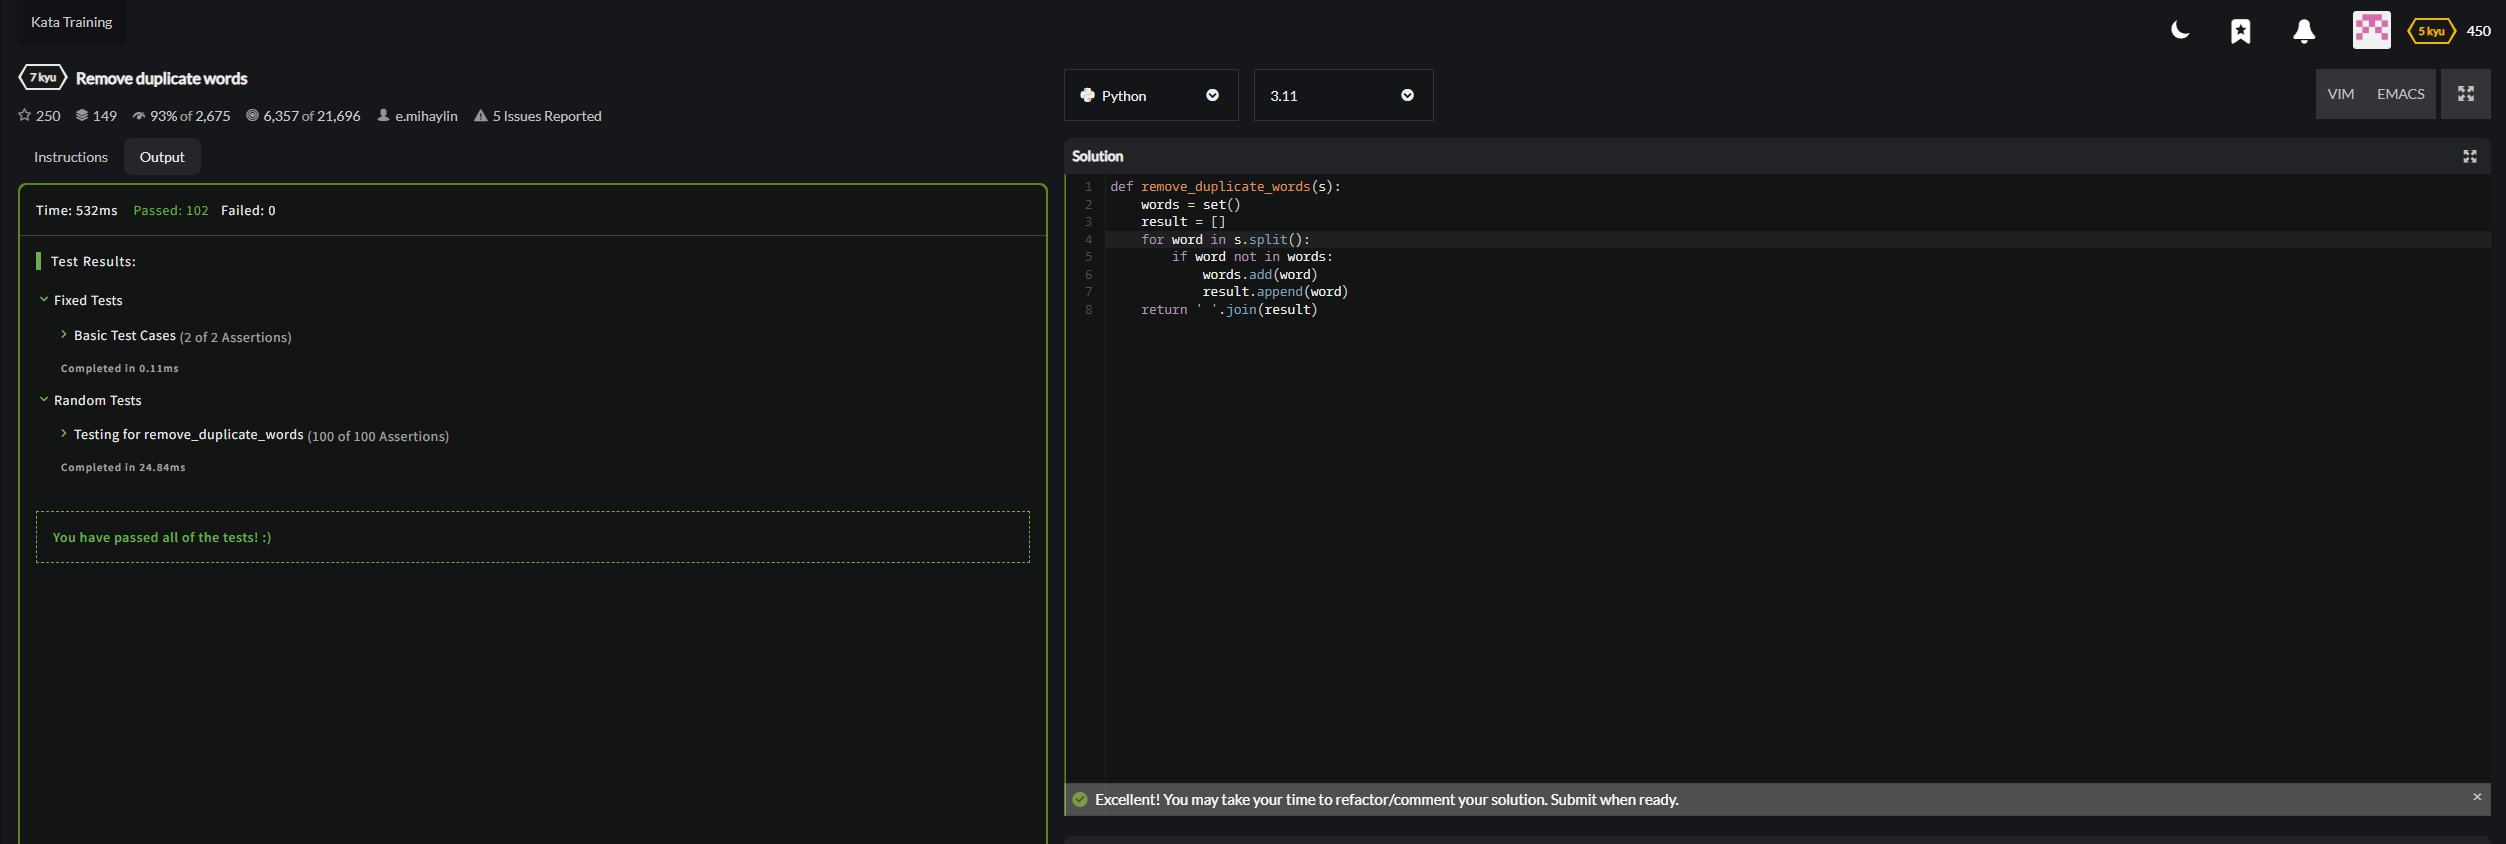 Kata Training
5 kyu 450
7 kyu Remove duplicate words
250 149 93% of 2,675 6,357 of 21,696 e.mihaylin 5 Issues Reported
Python 3.11 VIM EMACS
Instructions Output
Time: 532ms Passed: 102 Failed: 0
Test Results:
Fixed Tests
Basic Test Cases (2 of 2 Assertions)
Completed in 0.11ms
Random Tests
Testing for remove_duplicate_words (100 of 100 Assertions)
Completed in 24.84ms
You have passed all of the tests! :)
Solution
1 def remove_duplicate_words(s):
2     words = set()
3     result = []
4     for word in s.split():
5         if word not in words:
6             words.add(word)
7             result.append(word)
8     return ' '.join(result)
Excellent! You may take your time to refactor/comment your solution. Submit when ready. ×